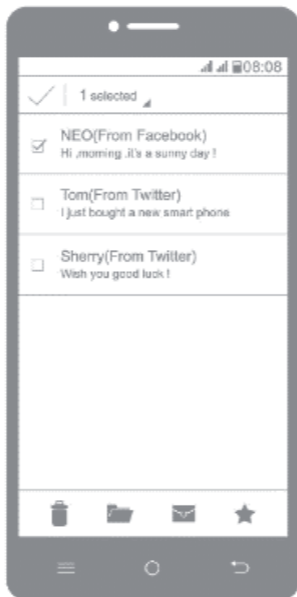 08:08
1 selected
NEO(From Facebook)
Hi ,morning .it's a sunny day !
Tom(From Twitter)
I just bought a new smart phone
Sherry(From Twitter)
Wish you good luck !